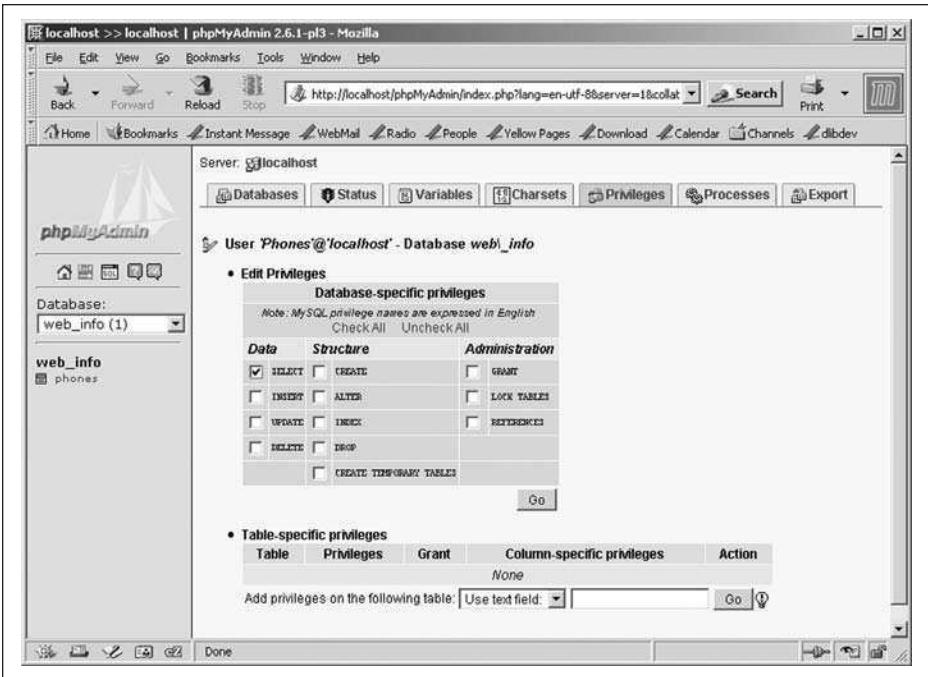 localhost >> localhost | phpMyAdmin 2.6.1-pl3 - Mozilla
File Edit View Go Bookmarks Tools Window Help
Back Forward Reload Stop http://localhost/phpMyAdmin/index.php?lang=en-utf-8&server=1&collat Search Print
Home Bookmarks Instant Message WebMail Radio People Yellow Pages Download Calendar Channels dlbdev
Server: localhost
Databases Status Variables Charsets Privileges Processes Export
phpMyAdmin
User 'Phones'@'localhost' - Database web\_info
Edit Privileges
Database-specific privileges
Note: MySQL privilege names are expressed in English
Check All Uncheck All
Database:
web_info (1)
Data Structure Administration
web_info
phones
SELECT CREATE GRANT
INSERT ALTER LOCK TABLES
UPDATE INDEX REFERENCES
DELETE DROP
CREATE TEMPORARY TABLES
Go
Table-specific privileges
Table Privileges Grant Column-specific privileges Action
None
Add privileges on the following table: Use text field: Go
Done